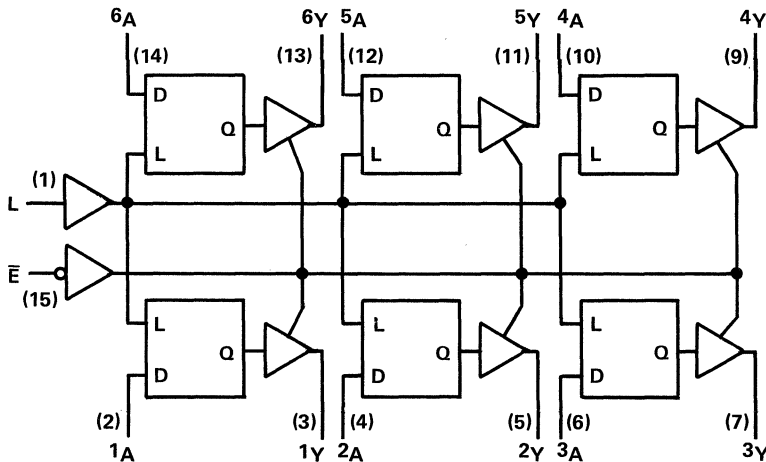 6A 6Y 5A 5Y 4A 4Y
(14) (13) (12) (11) (10) (9)
D D D
Q Q Q
L L L
(1)
L
E̅
(15)
L L L
Q Q Q
D D D
(2) (3) (4) (5) (6) (7)
1A 1Y 2A 2Y 3A 3Y